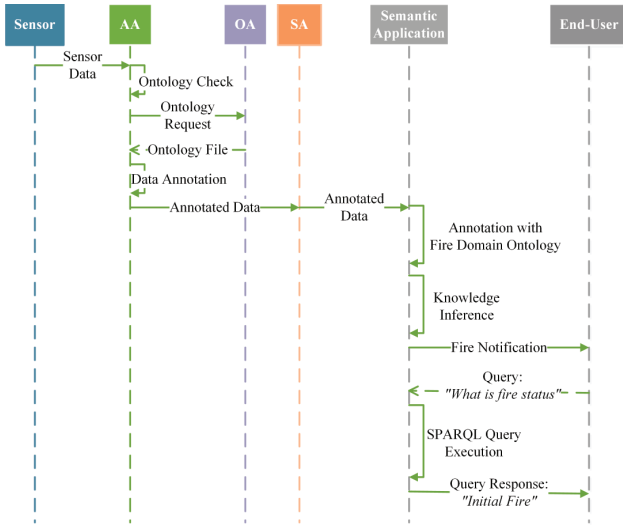 Sensor
AA
OA
SA
Semantic
Application
End-User
Sensor
Data
Ontology Check
Ontology
Request
Ontology File
Data Annotation
Annotated Data
Annotated
Data
Annotation with
Fire Domain Ontology
Knowledge
Inference
Fire Notification
Query:
"What is fire status"
SPARQL Query
Execution
Query Response:
"Initial Fire"